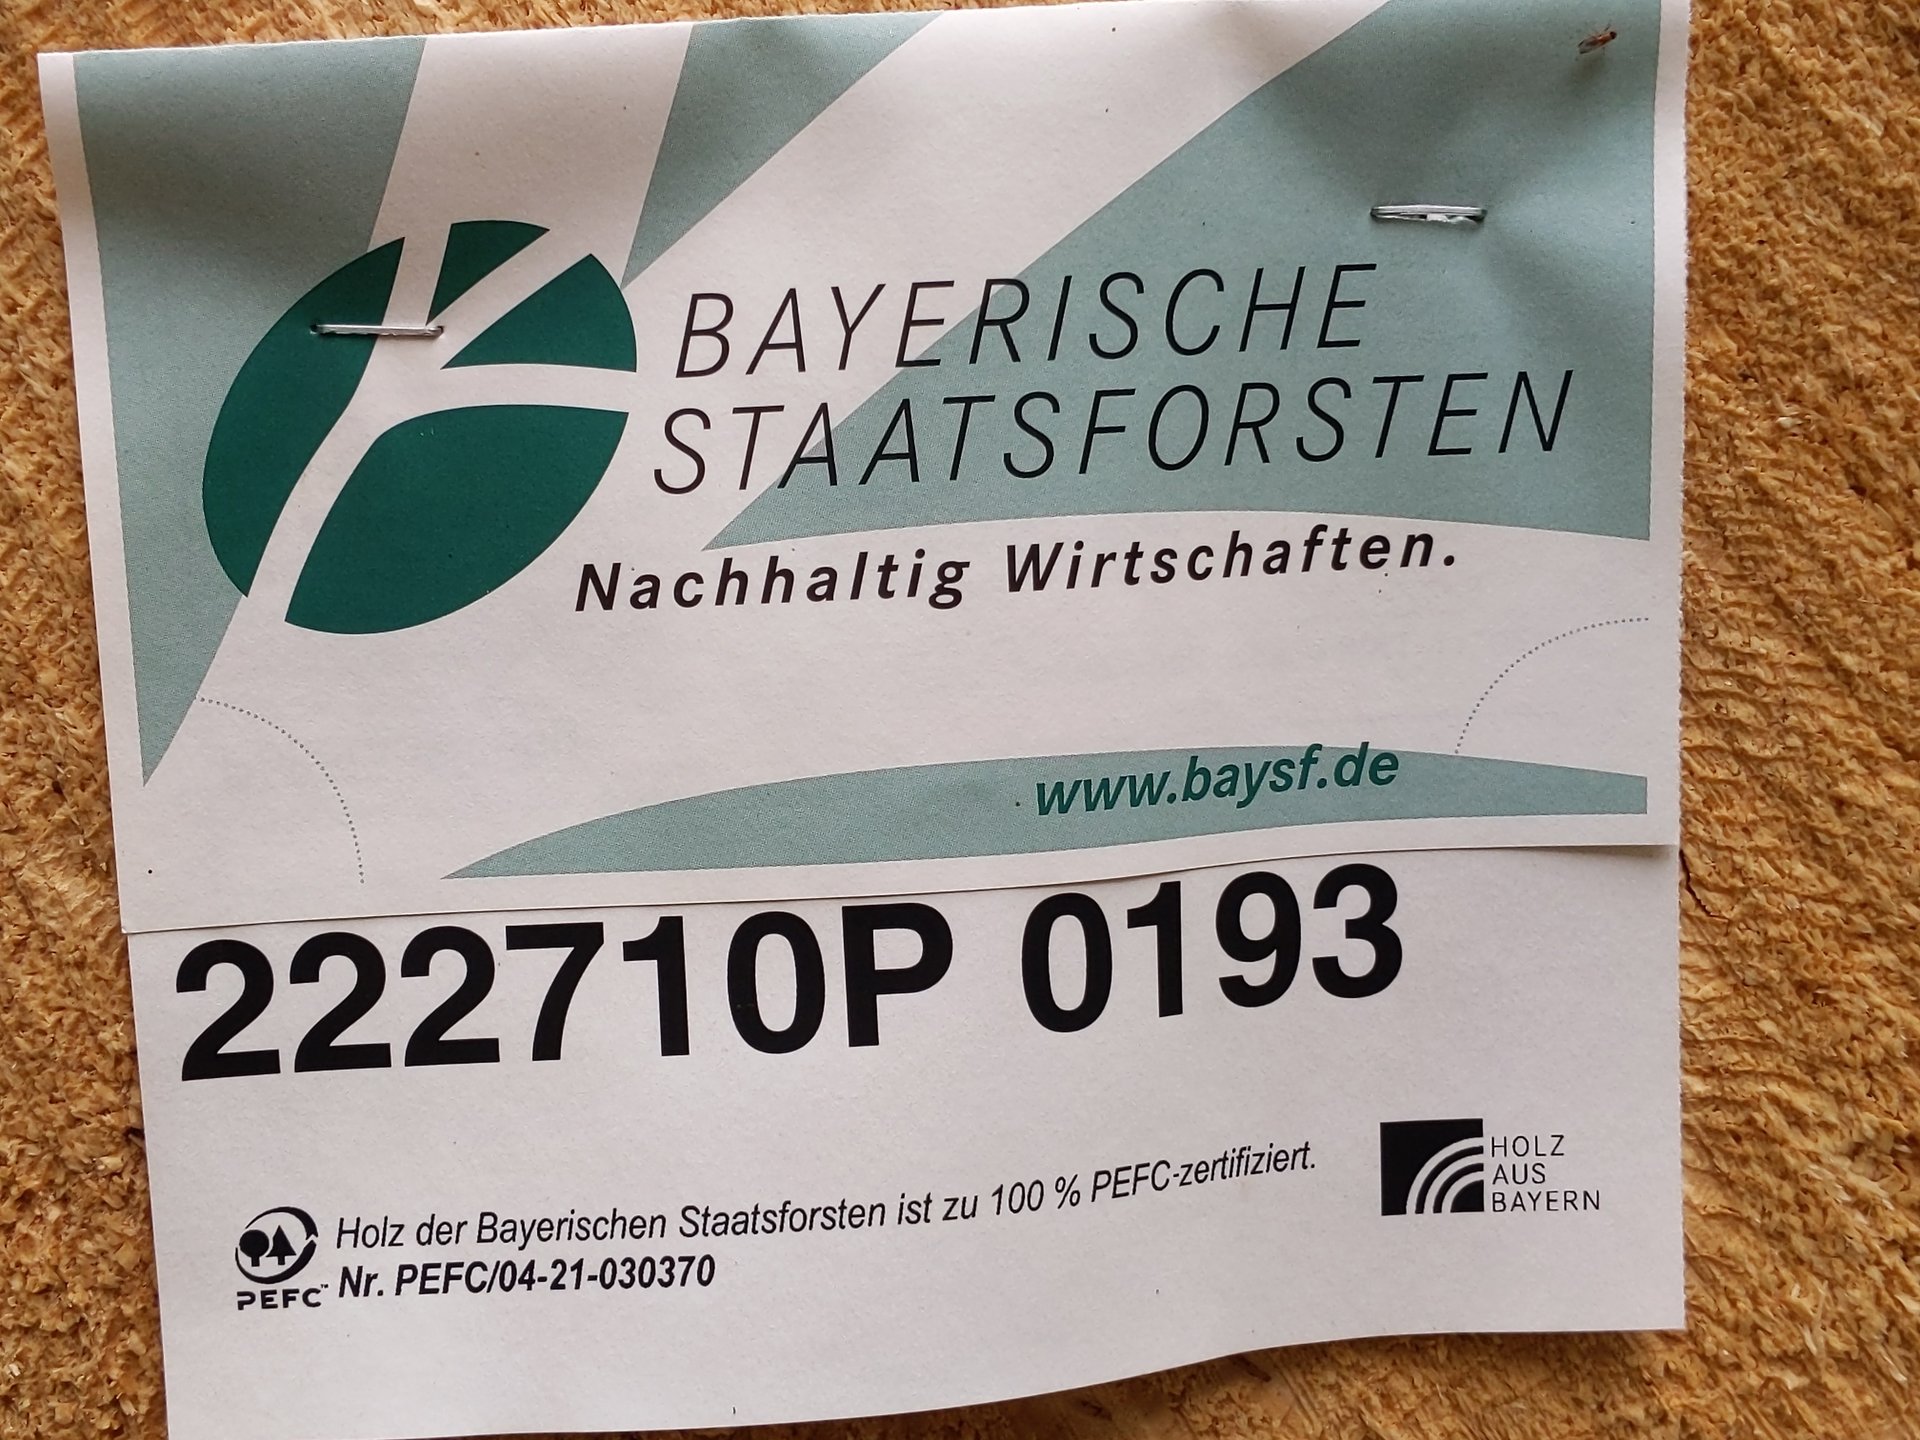 BAYERISCHE
STAATSFORSTEN
Nachhaltig Wirtschaften.
www.baysf.de
222710P 0193
Holz der Bayerischen Staatsforsten ist zu 100 % PEFC-zertifiziert.
Nr. PEFC/04-21-030370
PEFC™
HOLZ
AUS
BAYERN